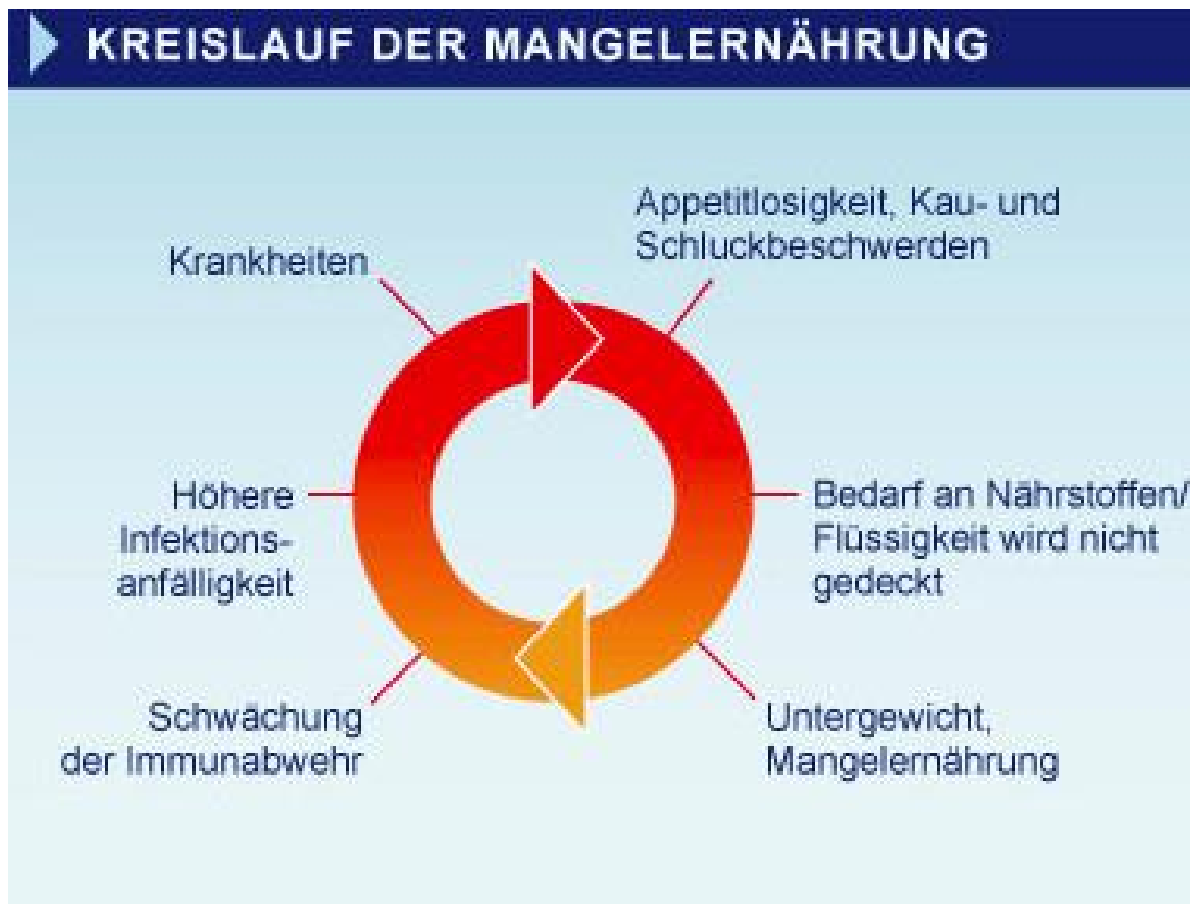 KREISLAUF DER MANGELERNÄHRUNG
Appetitlosigkeit, Kau- und
Schluckbeschwerden
Bedarf an Nährstoffen/
Flüssigkeit wird nicht
gedeckt
Untergewicht,
Mangelernährung
Schwächung
der Immunabwehr
Höhere
Infektions-
anfälligkeit
Krankheiten